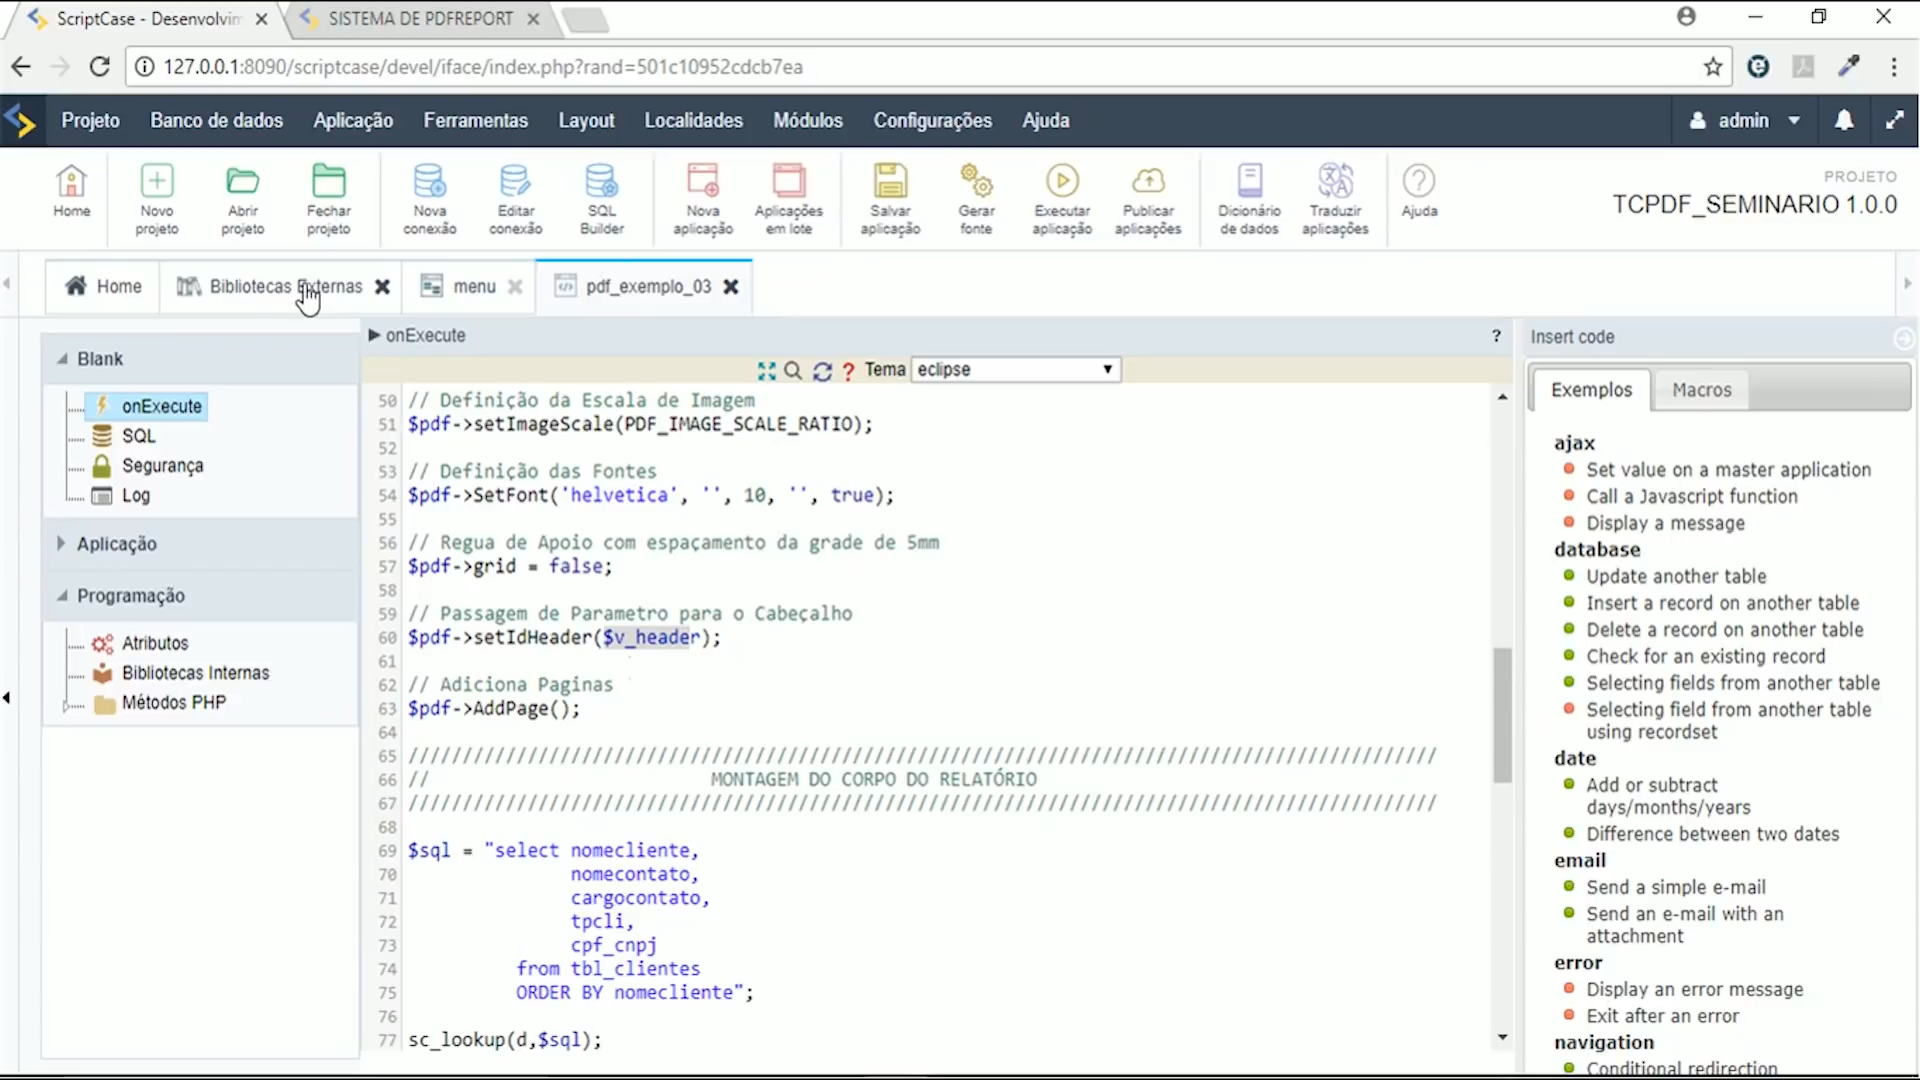 ScriptCase - Desenvolvim
SISTEMA DE PDFREPORT
127.0.0.1:8090/scriptcase/devel/iface/index.php?rand=501c10952cdcb7ea
Projeto
Banco de dados
Aplicação
Ferramentas
Layout
Localidades
Módulos
Configurações
Ajuda
admin
Home
Novo projeto
Abrir projeto
Fechar projeto
Nova conexão
Editar conexão
SQL Builder
Nova aplicação
Aplicações em lote
Salvar aplicação
Gerar fonte
Executar aplicação
Publicar aplicações
Dicionário de dados
Traduzir aplicações
Ajuda
PROJETO
TCPDF_SEMINARIO 1.0.0
Home
Bibliotecas Externas
menu
pdf_exemplo_03
Blank
onExecute
SQL
Segurança
Log
Aplicação
Programação
Atributos
Bibliotecas Internas
Métodos PHP
onExecute
?
? Tema eclipse
50 // Definição da Escala de Imagem
51 $pdf->setImageScale(PDF_IMAGE_SCALE_RATIO);
52
53 // Definição das Fontes
54 $pdf->SetFont('helvetica', '', 10, '', true);
55
56 // Regua de Apoio com espaçamento da grade de 5mm
57 $pdf->grid = false;
58
59 // Passagem de Parametro para o Cabeçalho
60 $pdf->setIdHeader($v_header);
61
62 // Adiciona Paginas
63 $pdf->AddPage();
64
65 ///////////////////////////////////////////////////////////////////////////////////////////////
66 // MONTAGEM DO CORPO DO RELATÓRIO
67 ///////////////////////////////////////////////////////////////////////////////////////////////
68
69 $sql = "select nomecliente,
70 nomecontato,
71 cargocontato,
72 tpcli,
73 cpf_cnpj
74 from tbl_clientes
75 ORDER BY nomecliente";
76
77 sc_lookup(d,$sql);
Insert code
Exemplos
Macros
ajax
Set value on a master application
Call a Javascript function
Display a message
database
Update another table
Insert a record on another table
Delete a record on another table
Check for an existing record
Selecting fields from another table
Selecting field from another table
using recordset
date
Add or subtract
days/months/years
Difference between two dates
email
Send a simple e-mail
Send an e-mail with an
attachment
error
Display an error message
Exit after an error
navigation
Conditional redirection